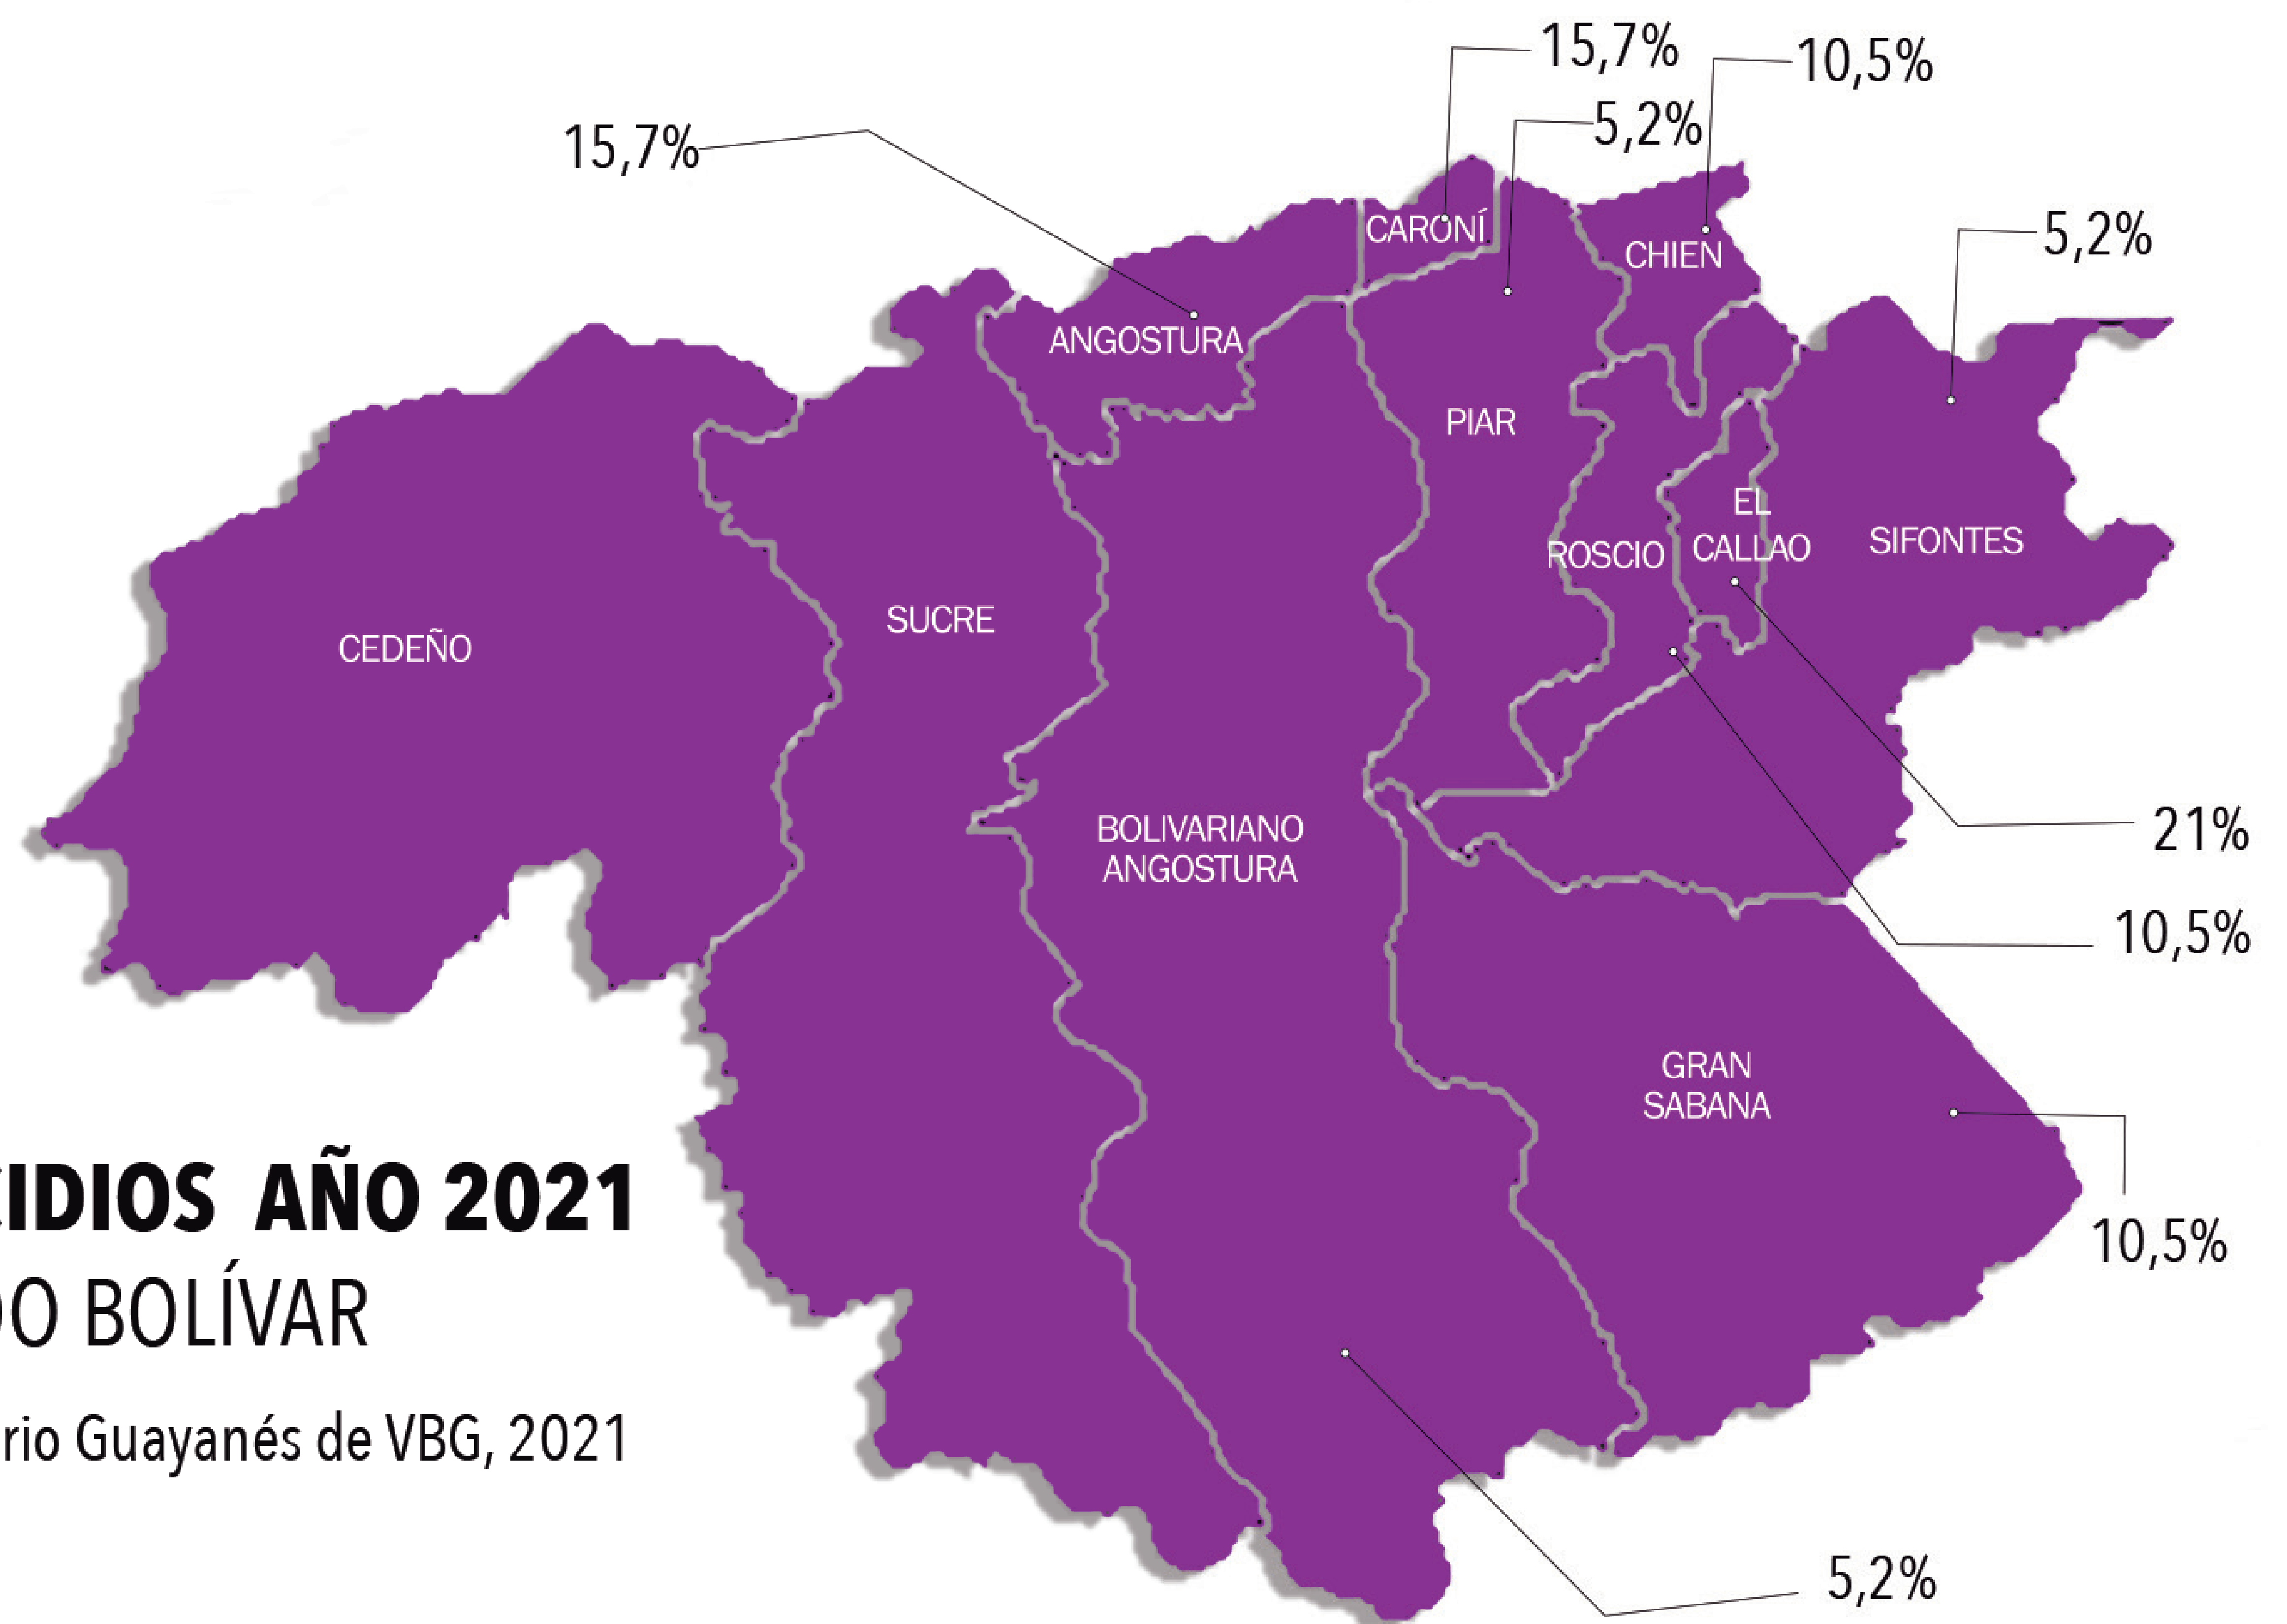 15,7%
10,5%
5,2%
15,7%
CARONÍ
CHIEN
5,2%
ANGOSTURA
PIAR
EL
CALLAO
ROSCIO
SIFONTES
SUCRE
CEDEÑO
BOLIVARIANO
ANGOSTURA
21%
10,5%
GRAN
SABANA
10,5%
CIDIOS AÑO 2021
DO BOLÍVAR
rio Guayanés de VBG, 2021
5,2%